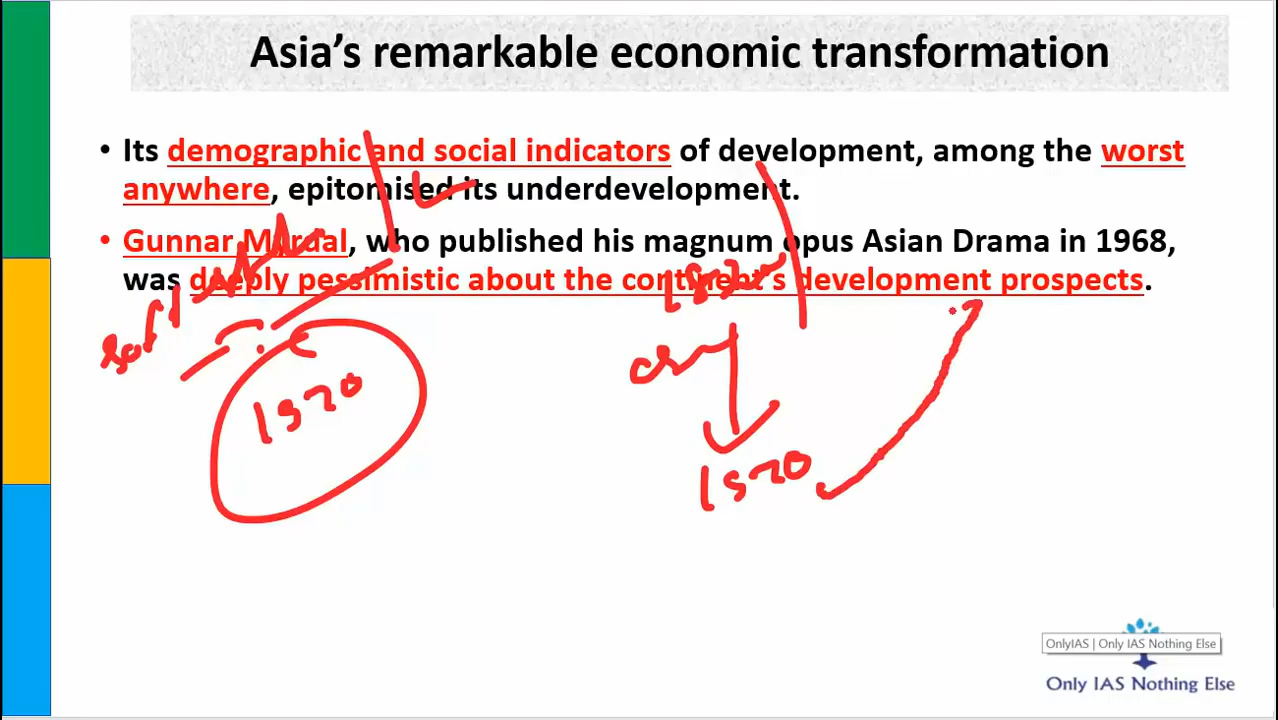 Asia's remarkable economic transformation
• Its demographic and social indicators of development, among the worst
anywhere, epitomised its underdevelopment.
• Gunnar Mardal, who published his magnum opus Asian Drama in 1968,
was deeply pessimistic about the continent's development prospects.
1970
1970
OnlyIAS | Only IAS Nothing Else
Only IAS Nothing Else